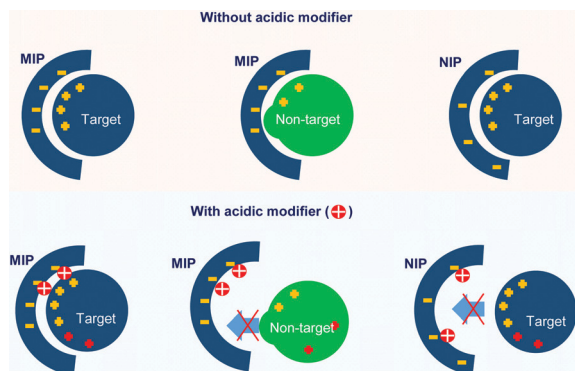 Without acidic modifier
MIP
MIP
NIP
Target
Non-target
Target
With acidic modifier ( )
MIP
MIP
NIP
Target
Non-target
Target